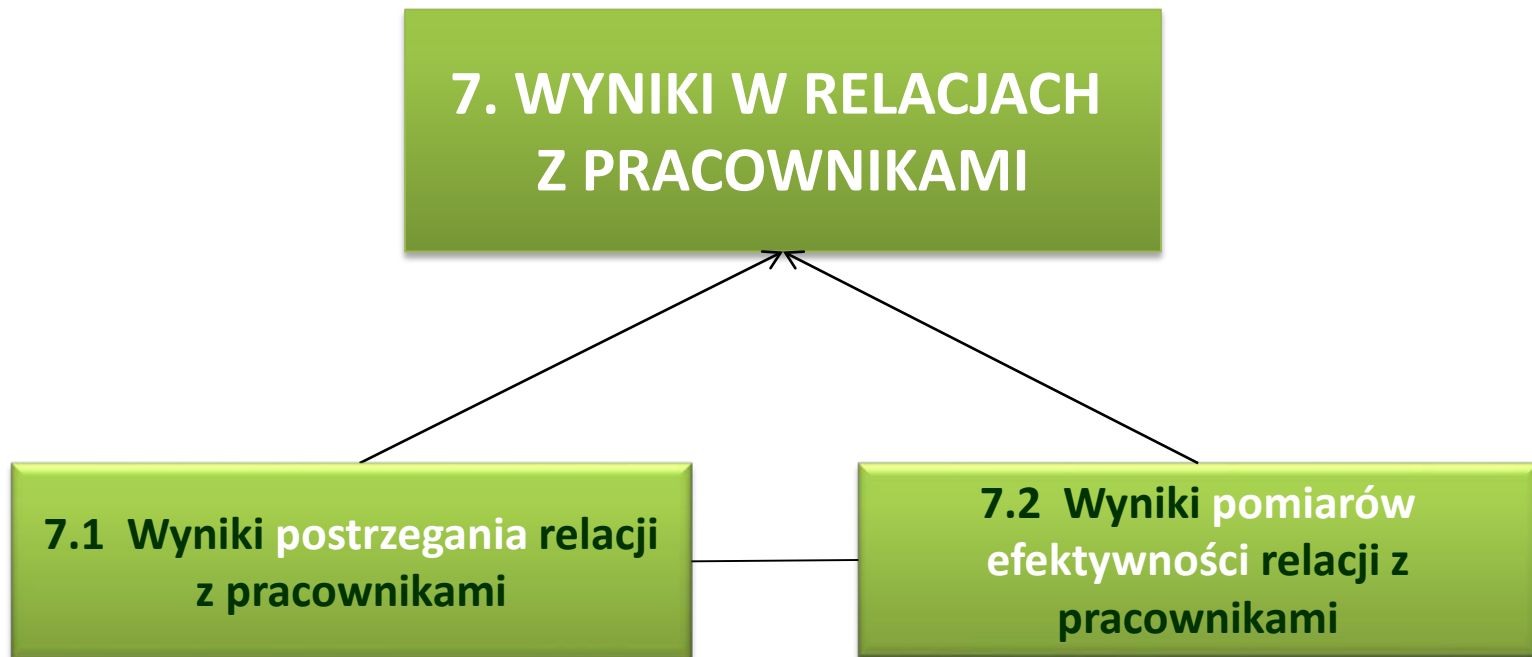 7. WYNIKI W RELACJACH
Z PRACOWNIKAMI
7.1 Wyniki postrzegania relacji
z pracownikami
7.2 Wyniki pomiarów
efektywności relacji z
pracownikami